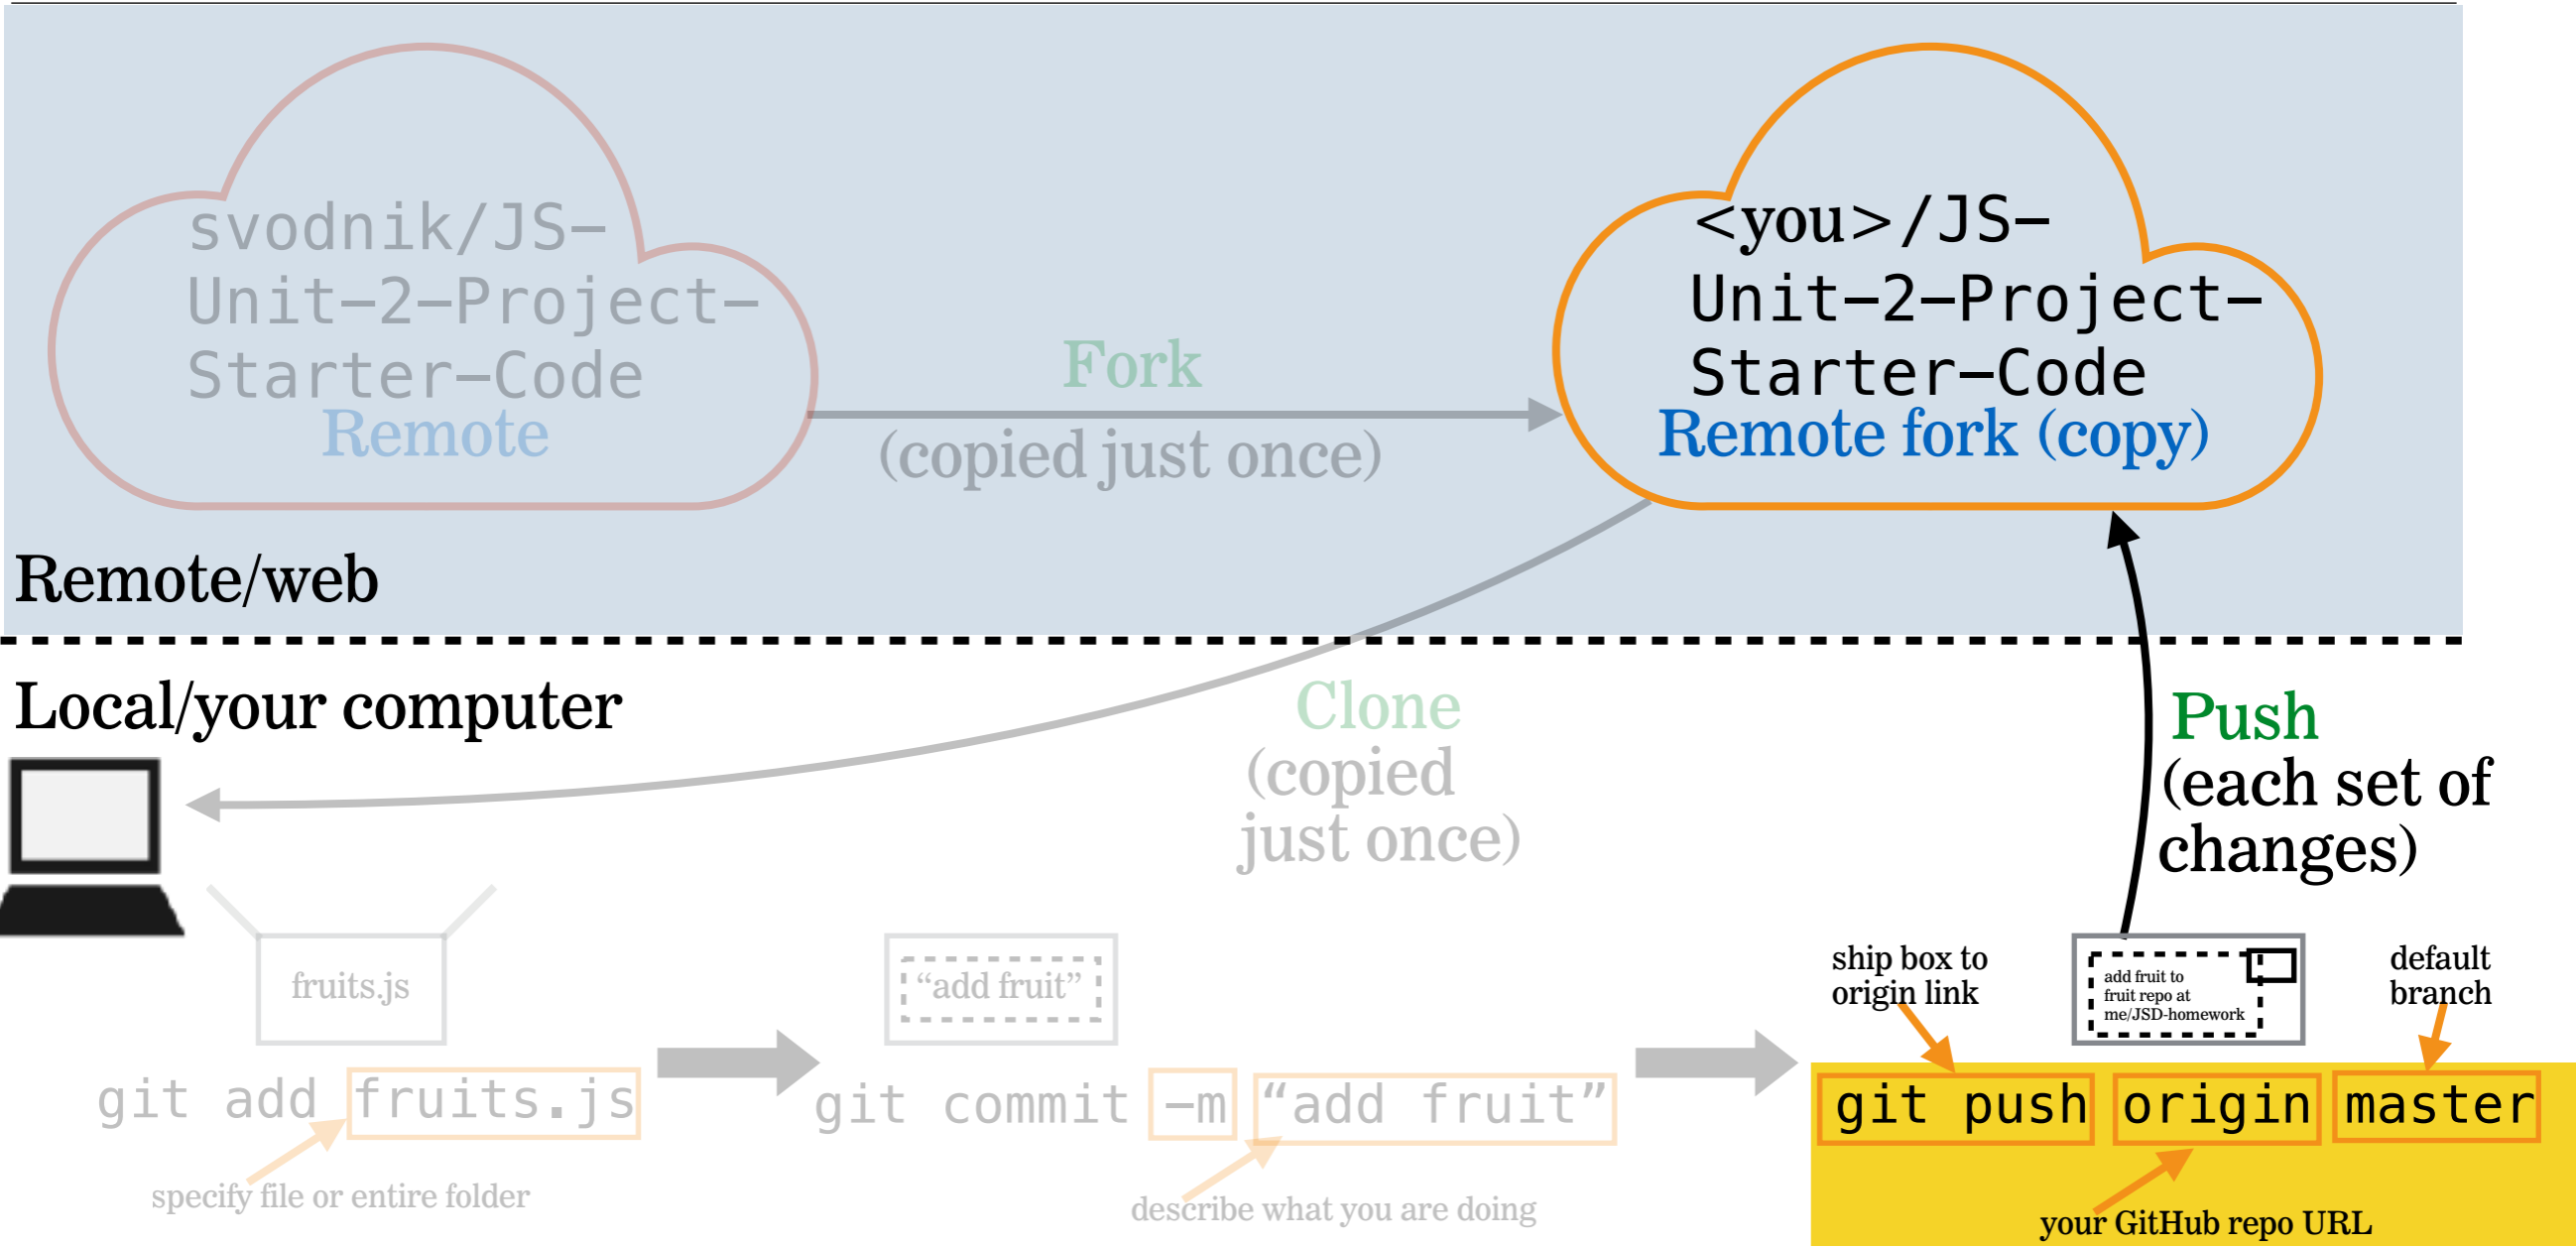 svodnik/JS-
Unit-2-Project-
Starter-Code
Remote
Fork
(copied just once)
<you>/JS-
Unit-2-Project-
Starter-Code
Remote fork (copy)
Remote/web
Local/your computer
Clone
(copied
just once)
Push
(each set of
changes)
fruits.js
git add fruits.js
specify file or entire folder
“add fruit”
git commit -m “add fruit”
describe what you are doing
ship box to
origin link
add fruit to
fruit repo at
me/JSD-homework
default
branch
git push origin master
your GitHub repo URL